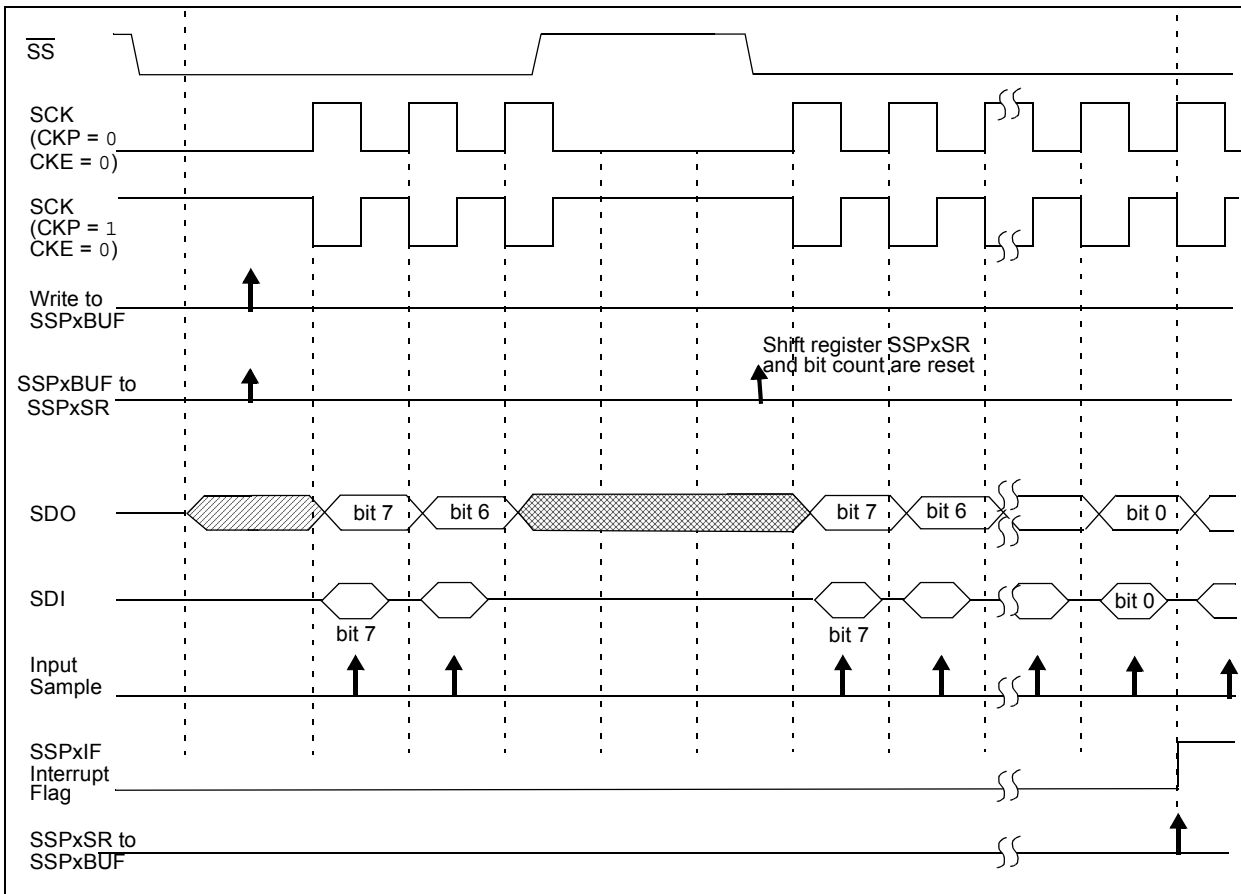 SS
SCK
(CKP = 0
CKE = 0)
SCK
(CKP = 1
CKE = 0)
Write to
SSPxBUF
Shift register SSPxSR
and bit count are reset
SSPxBUF to
SSPxSR
SDO
bit 7
bit 6
bit 7
bit 6
bit 0
SDI
bit 0
bit 7
bit 7
Input
Sample
SSPxIF
Interrupt
Flag
SSPxSR to
SSPxBUF